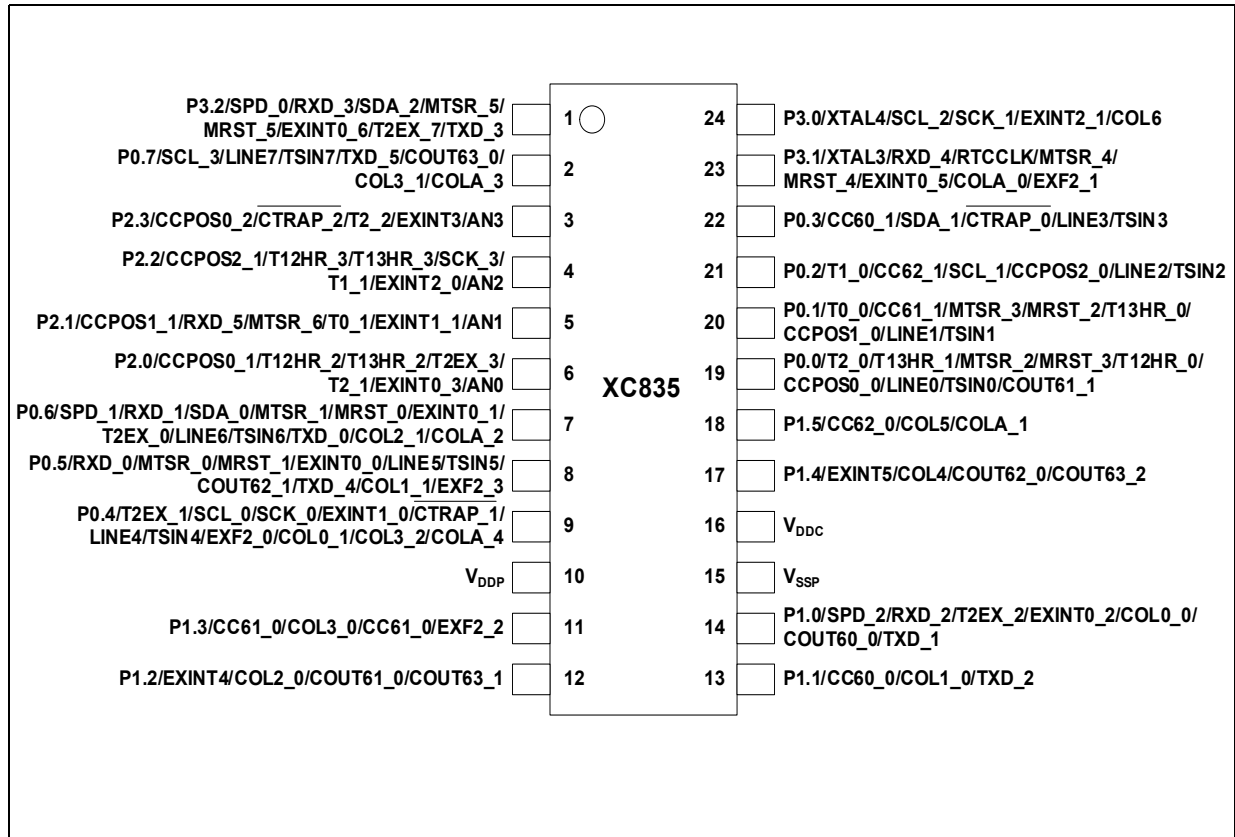 P3.2/SPD_0/RXD_3/SDA_2/MTSR_5/
MRST_5/EXINT0_6/T2EX_7/TXD_3
1
P0.7/SCL_3/LINE7/TSIN7/TXD_5/COUT63_0/
COL3_1/COLA_3
2
P2.3/CCPOS0_2/CTRAP_2/T2_2/EXINT3/AN3
3
P2.2/CCPOS2_1/T12HR_3/T13HR_3/SCK_3/
T1_1/EXINT2_0/AN2
4
P2.1/CCPOS1_1/RXD_5/MTSR_6/T0_1/EXINT1_1/AN1
5
P2.0/CCPOS0_1/T12HR_2/T13HR_2/T2EX_3/
T2_1/EXINT0_3/AN0
6
P0.6/SPD_1/RXD_1/SDA_0/MTSR_1/MRST_0/EXINT0_1/
T2EX_0/LINE6/TSIN6/TXD_0/COL2_1/COLA_2
7
P0.5/RXD_0/MTSR_0/MRST_1/EXINT0_0/LINE5/TSIN5/
COUT62_1/TXD_4/COL1_1/EXF2_3
8
P0.4/T2EX_1/SCL_0/SCK_0/EXINT1_0/CTRAP_1/
LINE4/TSIN4/EXF2_0/COL0_1/COL3_2/COLA_4
9
VDDP
10
P1.3/CC61_0/COL3_0/CC61_0/EXF2_2
11
P1.2/EXINT4/COL2_0/COUT61_0/COUT63_1
12
XC835
24
P3.0/XTAL4/SCL_2/SCK_1/EXINT2_1/COL6
23
P3.1/XTAL3/RXD_4/RTCCLK/MTSR_4/
MRST_4/EXINT0_5/COLA_0/EXF2_1
22
P0.3/CC60_1/SDA_1/CTRAP_0/LINE3/TSIN3
21
P0.2/T1_0/CC62_1/SCL_1/CCPOS2_0/LINE2/TSIN2
20
P0.1/T0_0/CC61_1/MTSR_3/MRST_2/T13HR_0/
CCPOS1_0/LINE1/TSIN1
19
P0.0/T2_0/T13HR_1/MTSR_2/MRST_3/T12HR_0/
CCPOS0_0/LINE0/TSIN0/COUT61_1
18
P1.5/CC62_0/COL5/COLA_1
17
P1.4/EXINT5/COL4/COUT62_0/COUT63_2
16
VDDC
15
VSSP
14
P1.0/SPD_2/RXD_2/T2EX_2/EXINT0_2/COL0_0/
COUT60_0/TXD_1
13
P1.1/CC60_0/COL1_0/TXD_2